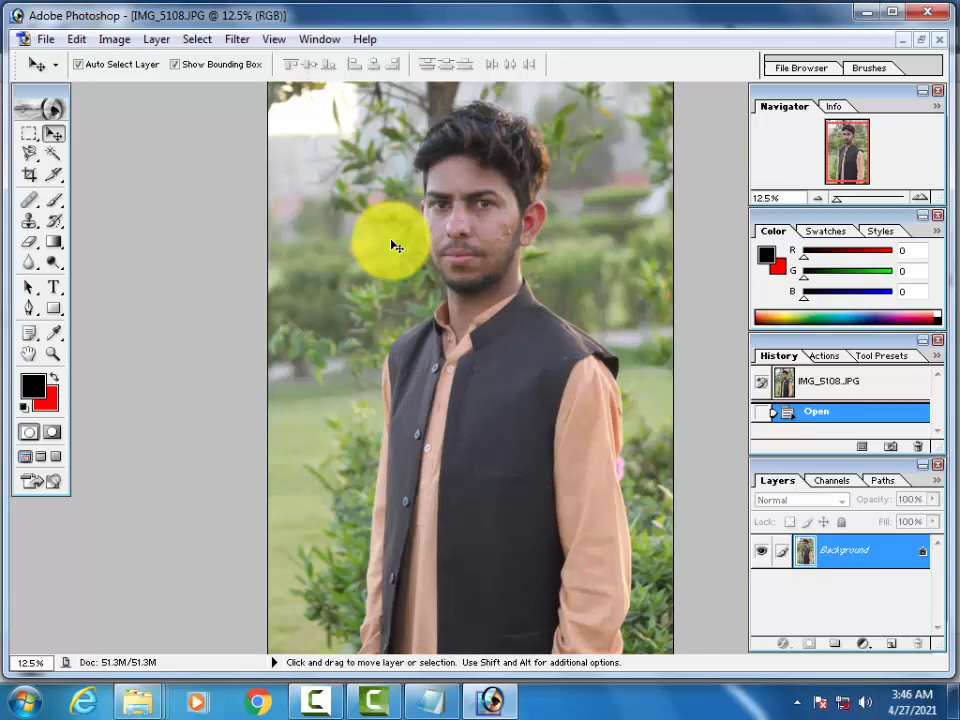 Adobe Photoshop - [IMG_5108.JPG @ 12.5% (RGB)]
File Edit Image Layer Select Filter View Window Help
Auto Select Layer Show Bounding Box File Browser Brushes
Navigator Info
12.5%
Color Swatches Styles
R 0
G 0
B 0
History Actions Tool Presets
IMG_5108.JPG
Open
Layers Channels Paths
Normal Opacity: 100%
Lock: Fill: 100%
Background
12.5% Doc: 51.3M/51.3M Click and drag to move layer or selection. Use Shift and Alt for additional options.
3:46 AM
4/27/2021